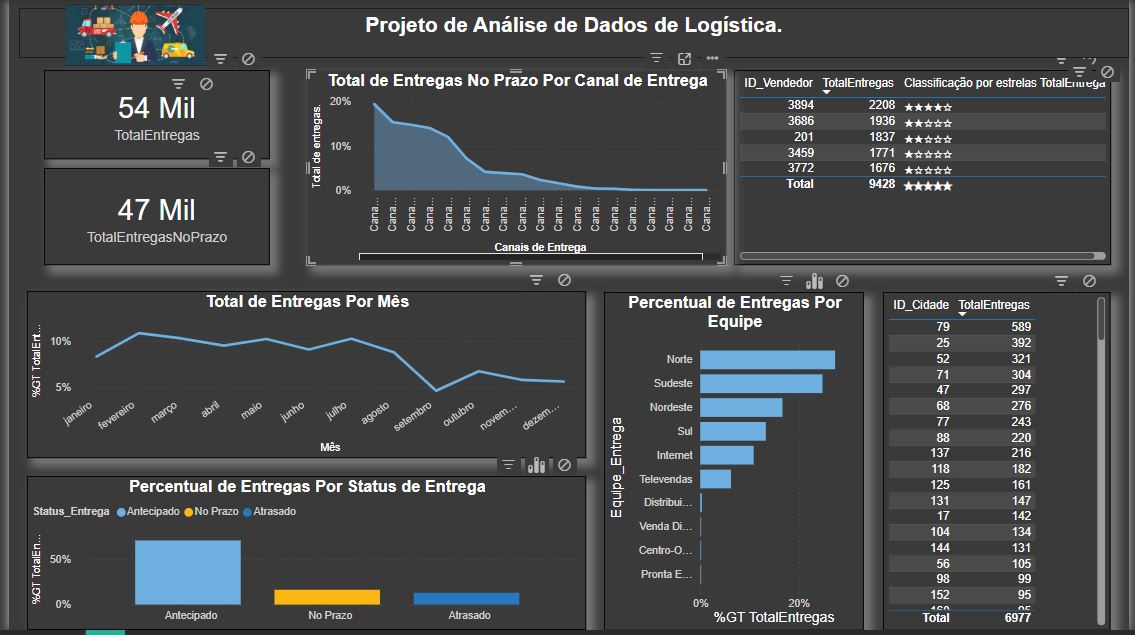 Projeto de Análise de Dados de Logística.
54 Mil
TotalEntregas
47 Mil
TotalEntregasNoPrazo
Total de Entregas No Prazo Por Canal de Entrega
Total de entregas.
20%
10%
0%
Cana... Cana... Cana... Cana... Cana... Cana... Cana... Cana... Cana... Cana... Cana... Cana... Cana... Cana... Cana... Cana... Cana... Cana... Cana...
Canais de Entrega
ID_Vendedor TotalEntregas Classificação por estrelas TotalEntrega
3894 2208 ★★★★☆
3686 1936 ★★☆☆☆
201 1837 ★★☆☆☆
3459 1771 ★☆☆☆☆
3772 1676 ★☆☆☆☆
Total 9428 ★★★★★
Total de Entregas Por Mês
%GT TotalEnt...
10%
5%
janeiro fevereiro março abril maio junho julho agosto setembro outubro novem... dezem...
Mês
Percentual de Entregas Por Status de Entrega
Status_Entrega Antecipado No Prazo Atrasado
%GT TotalEn...
50%
0%
Antecipado No Prazo Atrasado
Percentual de Entregas Por
Equipe
Equipe_Entrega
Norte
Sudeste
Nordeste
Sul
Internet
Televendas
Distribui...
Venda Di...
Centro-O...
Pronta E...
0% 20%
%GT TotalEntregas
ID_Cidade TotalEntregas
79 589
25 392
52 321
71 304
47 297
68 276
77 243
88 220
137 216
118 182
125 161
131 147
17 142
104 134
144 131
56 105
98 99
152 95
Total 6977